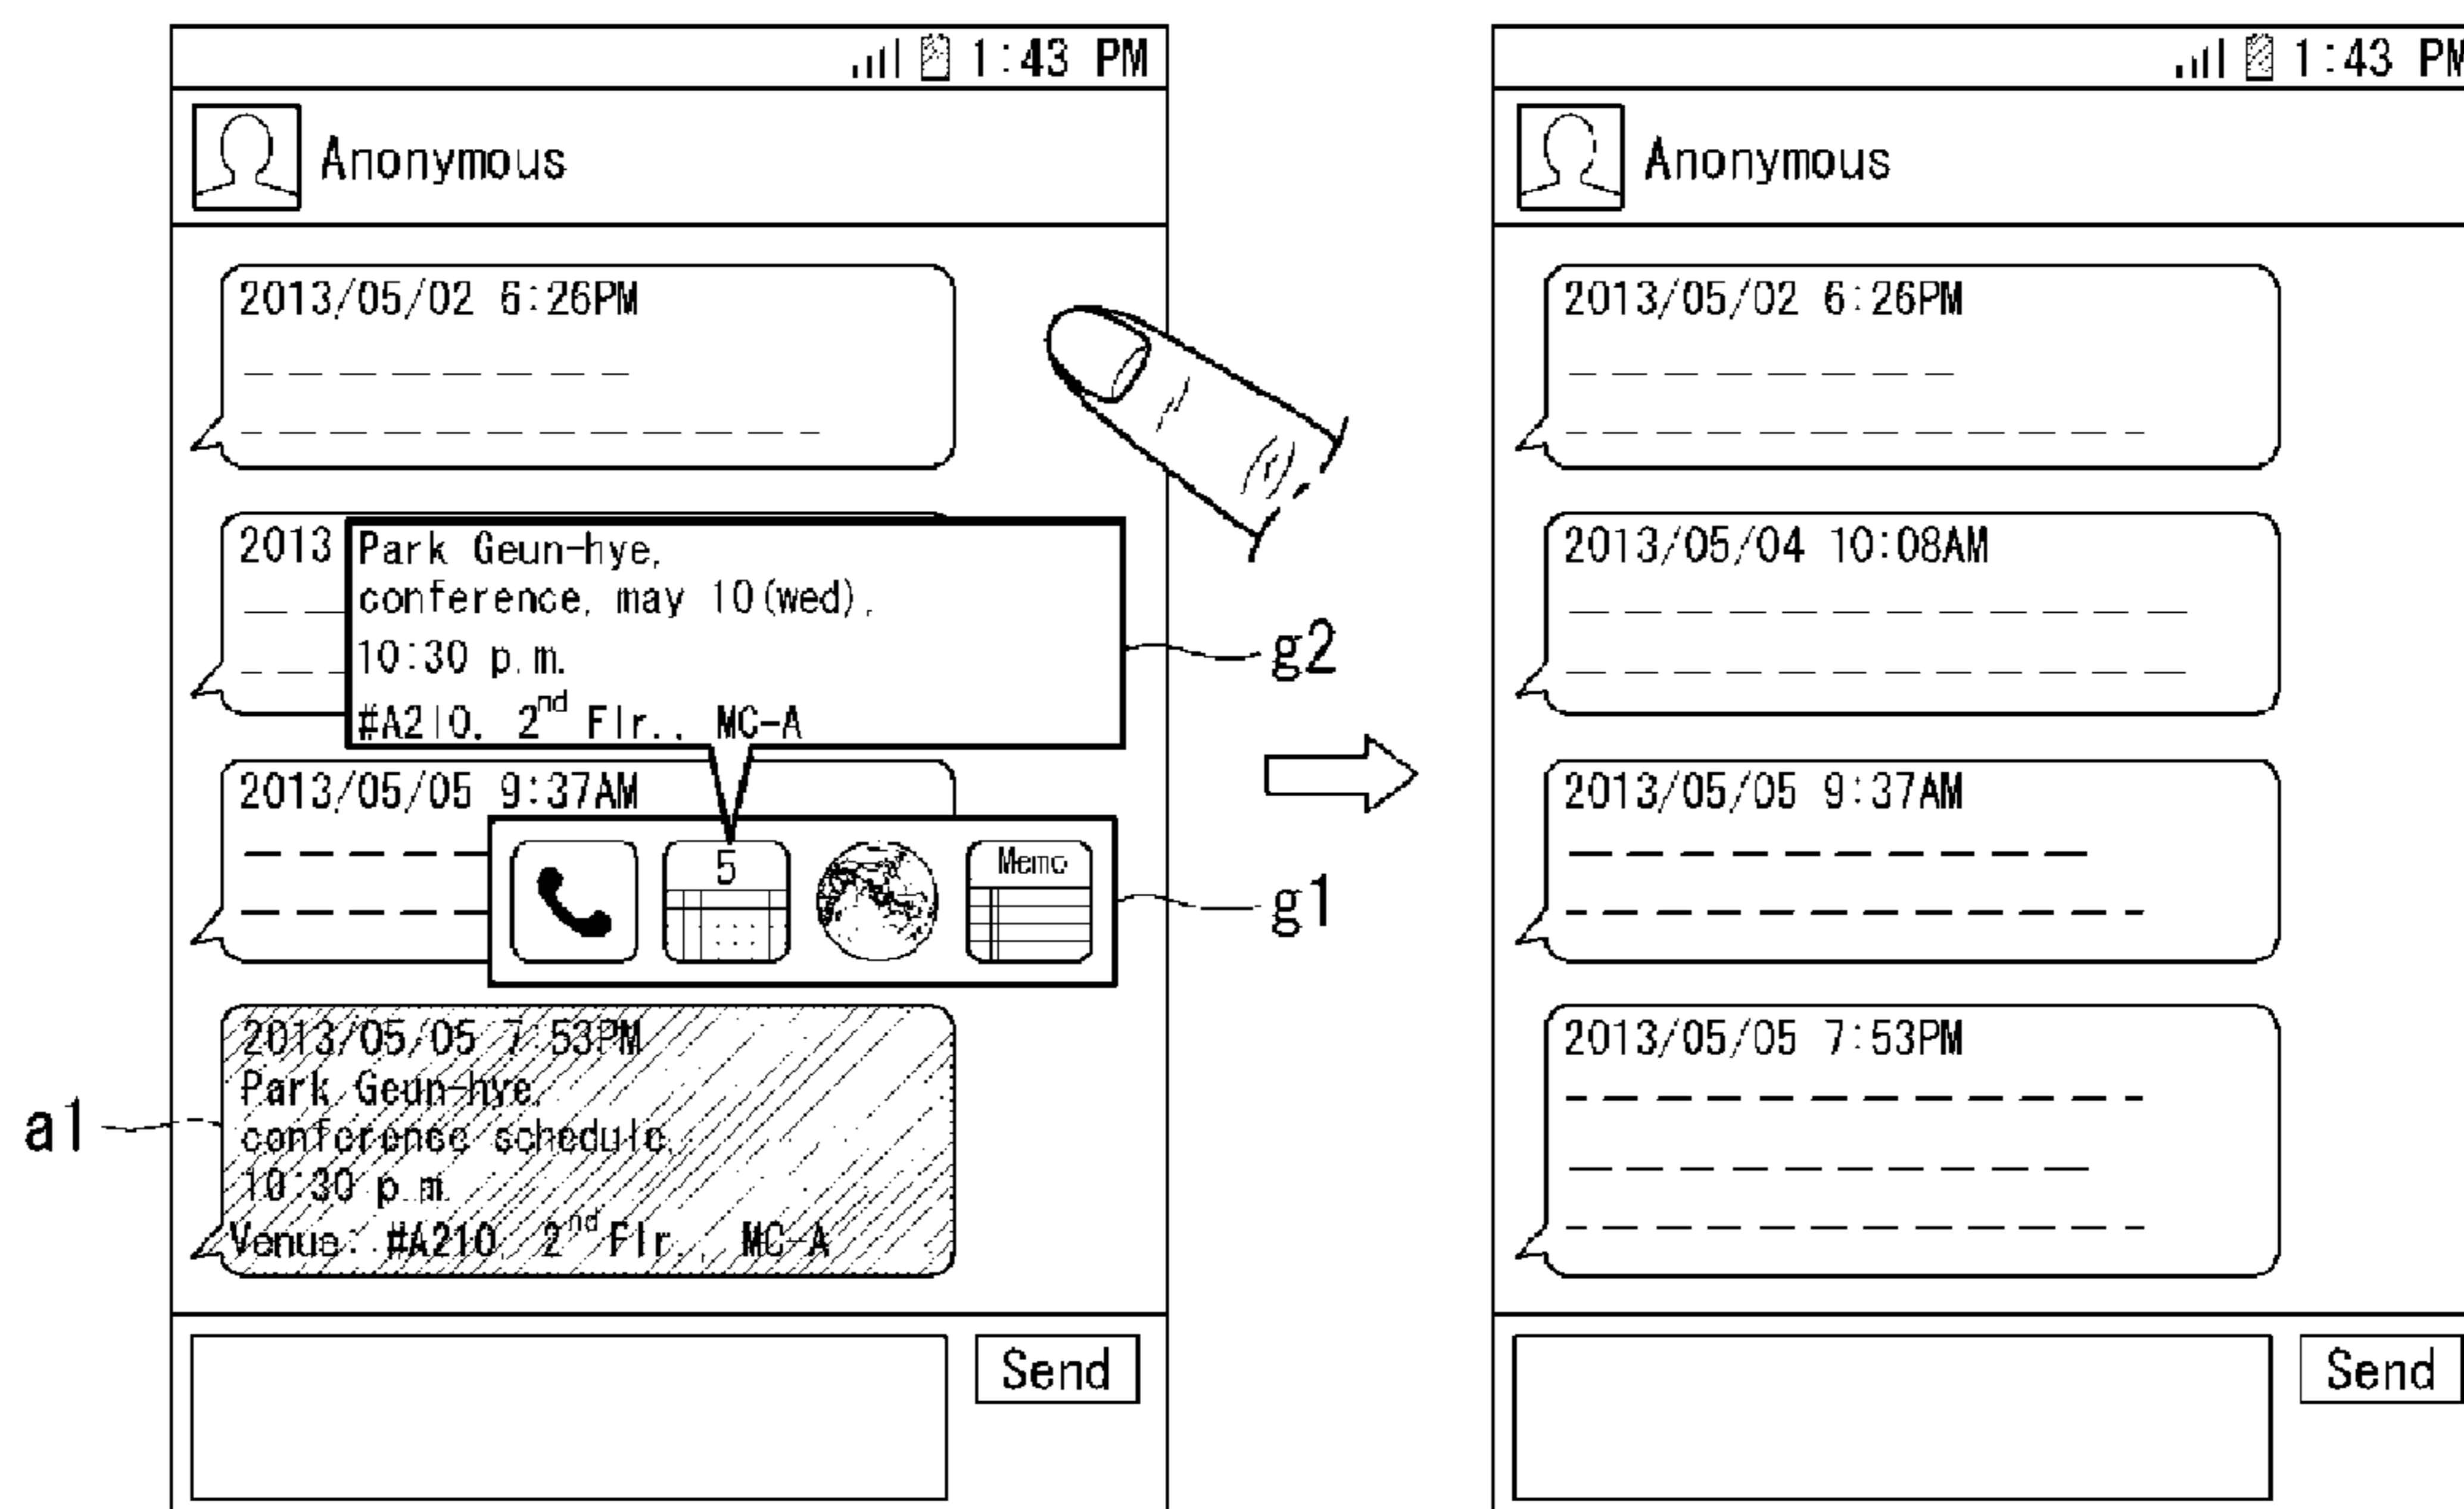 1:43 PM
Anonymous
2013/05/02 6:26PM
2013
Park Geun-hye,
conference, may 10(wed),
10:30 p.m.
#A210, 2nd Flr., MC-A
g2
2013/05/05 9:37AM
5
Memo
g1
a1
2013/05/05 7:53PM
Park Geun-hye,
conference schedule,
10:30 p.m.
Venue: #A210, 2nd Flr., MC-A
Send
1:43 PM
Anonymous
2013/05/02 6:26PM
2013/05/04 10:08AM
2013/05/05 9:37AM
2013/05/05 7:53PM
Send